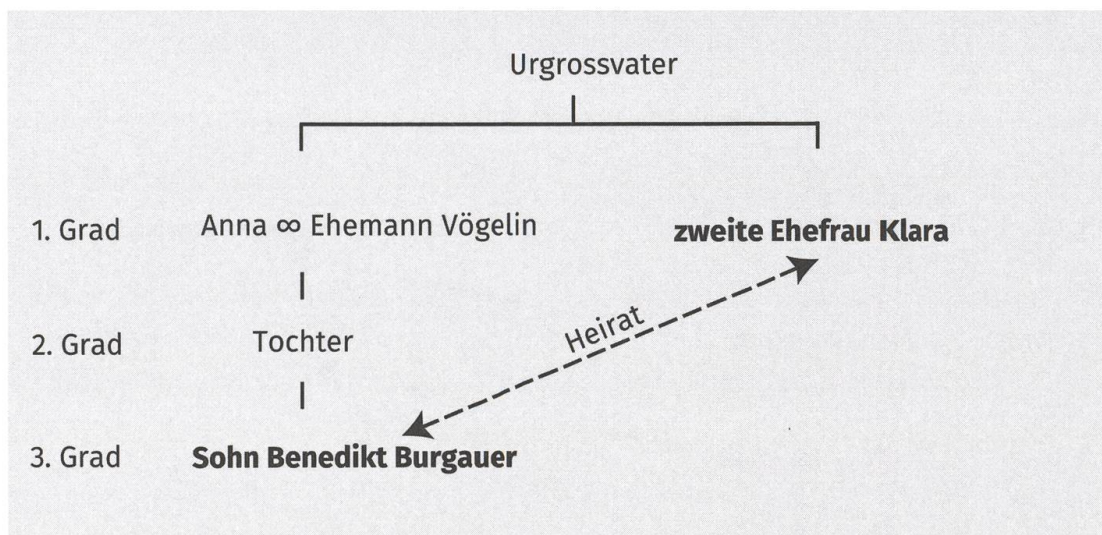 Urgrossvater
1. Grad Anna ∞ Ehemann Vögelin zweite Ehefrau Klara
Heirat
2. Grad Tochter
3. Grad Sohn Benedikt Burgauer